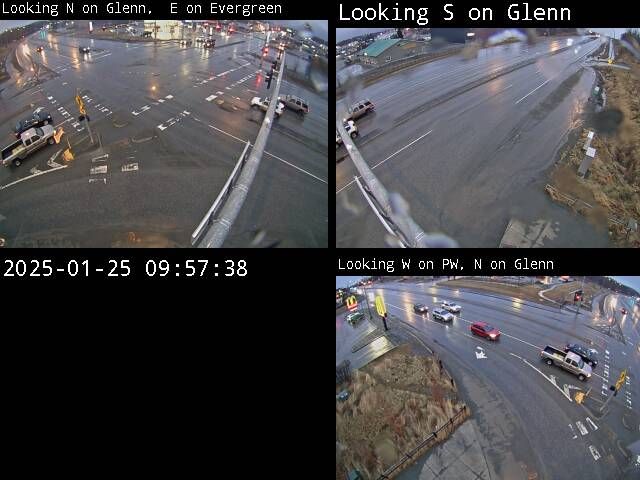 Looking N on Glenn,  E on Evergreen
Looking S on Glenn
2025-01-25 09:57:38
Looking W on PW, N on Glenn